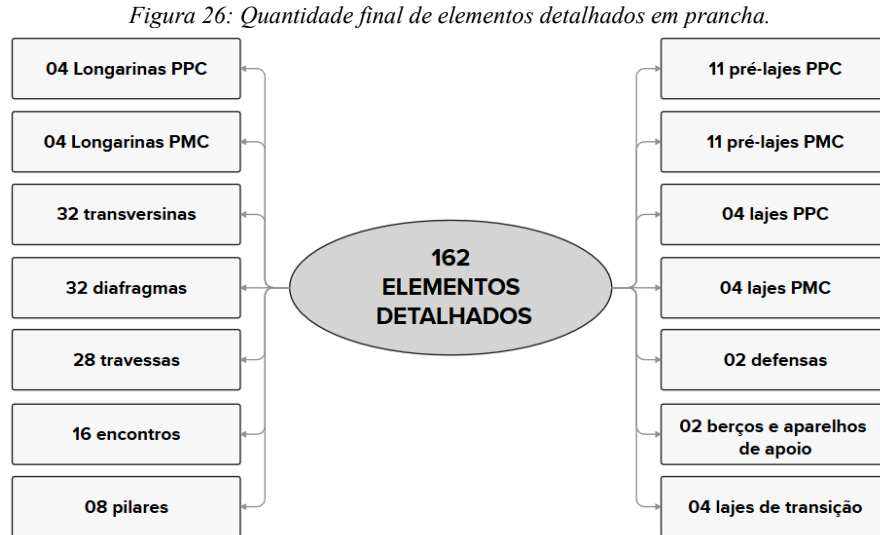 Figura 26: Quantidade final de elementos detalhados em prancha.
04 Longarinas PPC
04 Longarinas PMC
32 transversinas
32 diafragmas
28 travessas
16 encontros
08 pilares
162
ELEMENTOS
DETALHADOS
11 pré-lajes PPC
11 pré-lajes PMC
04 lajes PPC
04 lajes PMC
02 defensas
02 berços e aparelhos
de apoio
04 lajes de transição